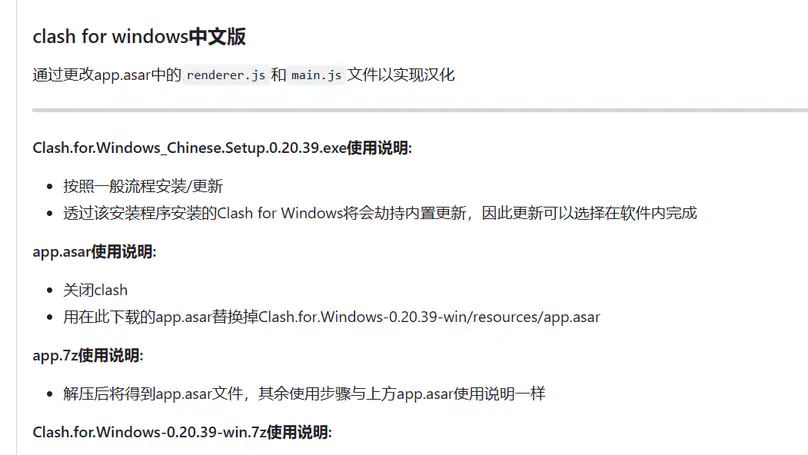 clash for windows中文版
通过更改app.asar中的 renderer.js 和 main.js 文件以实现汉化
Clash.for.Windows_Chinese.Setup.0.20.39.exe使用说明:
按照一般流程安装/更新
透过该安装程序安装的Clash for Windows将会劫持内置更新，因此更新可以选择在软件内完成
app.asar使用说明:
关闭clash
用在此下载的app.asar替换掉Clash.for.Windows-0.20.39-win/resources/app.asar
app.7z使用说明:
解压后将得到app.asar文件，其余使用步骤与上方app.asar使用说明一样
Clash.for.Windows-0.20.39-win.7z使用说明: